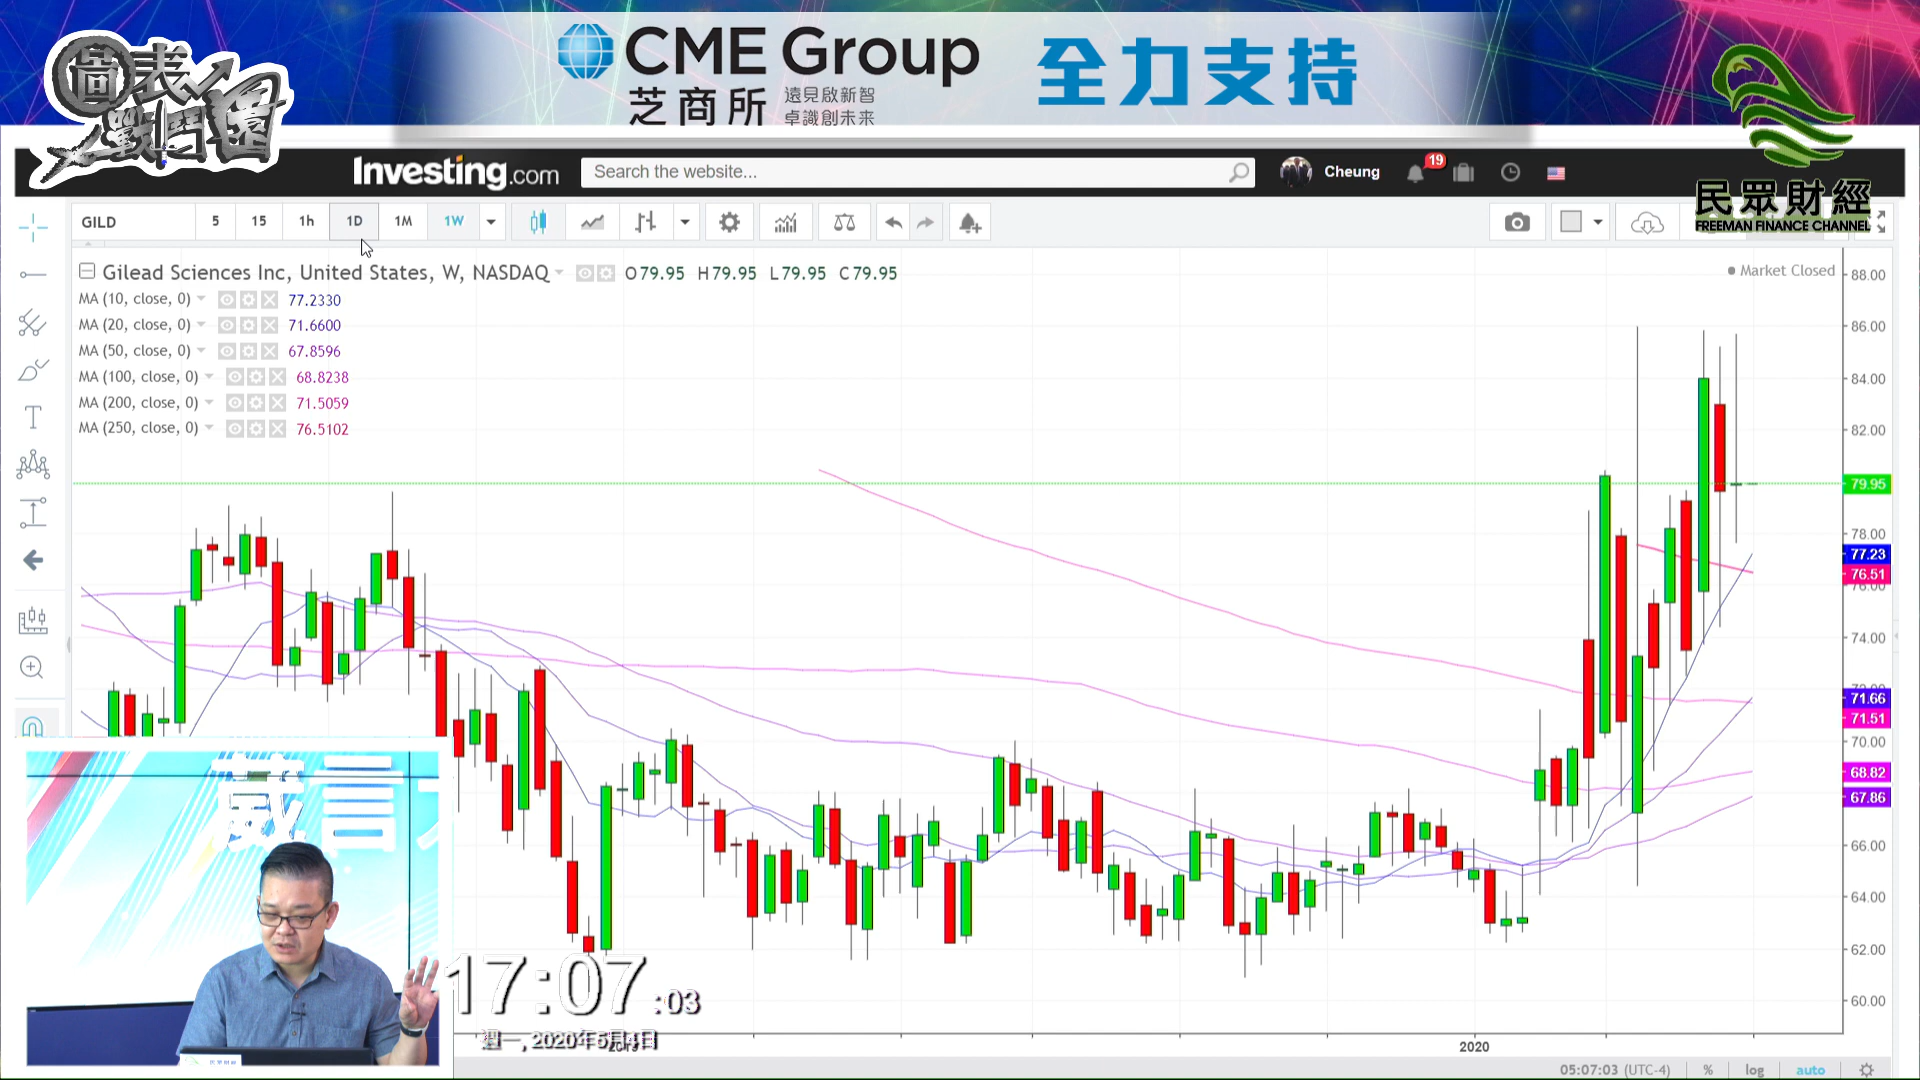 圖表
戰鬥團
CME Group
芝商所
遠見啟新智
卓識創未來
全力支持
民眾財經
FREEMAN FINANCE CHANNEL
Investing.com
Search the website...
Cheung
19
GILD
5
15
1h
1D
1M
1W
Gilead Sciences Inc, United States, W, NASDAQ
O79.95 H79.95 L79.95 C79.95
Market Closed
MA (10, close, 0) 77.2330
MA (20, close, 0) 71.6600
MA (50, close, 0) 67.8596
MA (100, close, 0) 68.8238
MA (200, close, 0) 71.5059
MA (250, close, 0) 76.5102
88.00
86.00
84.00
82.00
79.95
78.00
77.23
76.51
76.00
74.00
72.00
71.66
71.51
70.00
68.82
67.86
66.00
64.00
62.00
60.00
17:07:03
週一, 2020年5月4日
2019
2020
05:07:03 (UTC-4)
%
log
auto